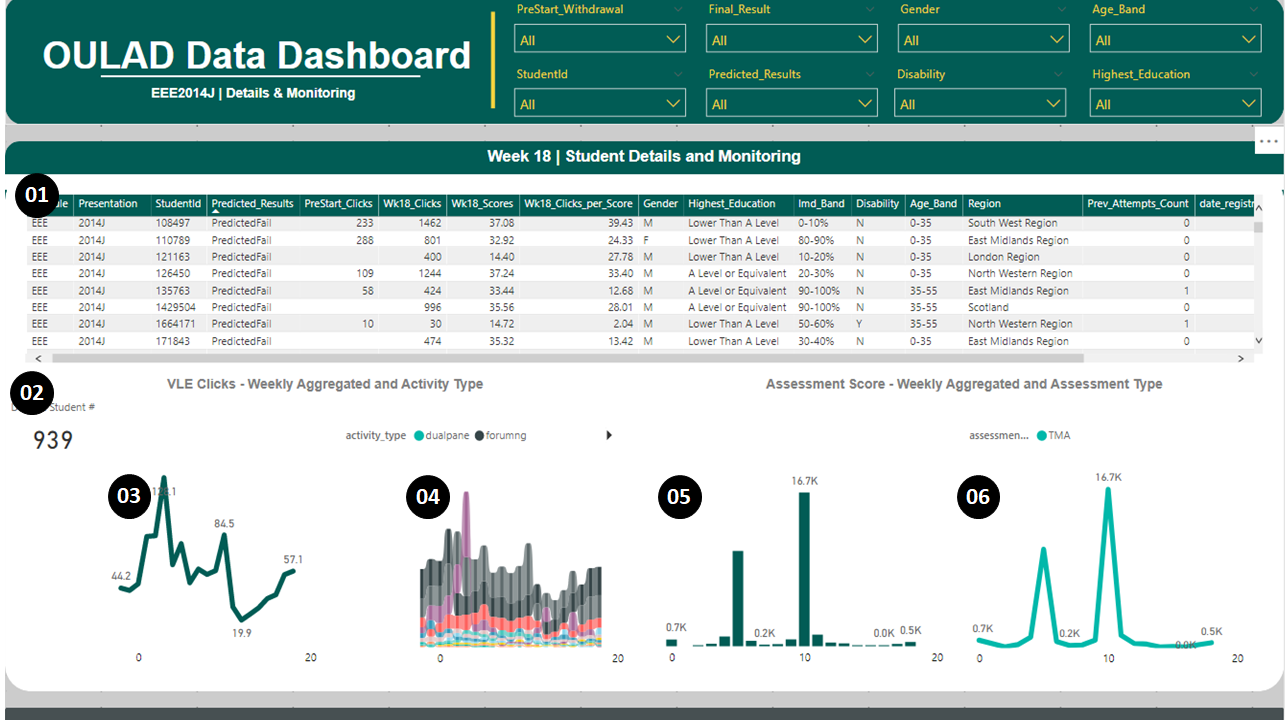 PreStart_Withdrawal Final_Result Gender Age_Band
All All All All
OULAD Data Dashboard
StudentId Predicted_Results Disability Highest_Education
EEE2014J | Details & Monitoring
All All All All
Week 18 | Student Details and Monitoring
01
Presentation StudentId Predicted_Results PreStart_Clicks Wk18_Clicks Wk18_Scores Wk18_Clicks_per_Score Gender Highest_Education Imd_Band Disability Age_Band Region Prev_Attempts_Count date_registr
EEE 2014J 108497 PredictedFail 233 1462 37.08 39.43 M Lower Than A Level 0-10% N 0-35 South West Region 0
EEE 2014J 110789 PredictedFail 288 801 32.92 24.33 F Lower Than A Level 80-90% N 0-35 East Midlands Region 0
EEE 2014J 121163 PredictedFail 400 14.40 27.78 M Lower Than A Level 10-20% N 0-35 London Region 0
EEE 2014J 126450 PredictedFail 109 1244 37.24 33.40 M A Level or Equivalent 20-30% N 0-35 North Western Region 0
EEE 2014J 135763 PredictedFail 58 424 33.44 12.68 M A Level or Equivalent 90-100% N 35-55 East Midlands Region 1
EEE 2014J 1429504 PredictedFail 996 35.56 28.01 M A Level or Equivalent 90-100% N 35-55 Scotland 0
EEE 2014J 1664171 PredictedFail 10 30 14.72 2.04 M Lower Than A Level 50-60% Y 35-55 North Western Region 1
EEE 2014J 171843 PredictedFail 474 35.32 13.42 M Lower Than A Level 30-40% N 0-35 East Midlands Region 0
VLE Clicks - Weekly Aggregated and Activity Type Assessment Score - Weekly Aggregated and Assessment Type
02
Student #
939
activity_type dualpane forumng
assessmen... TMA
03 04 05 06
84.5
57.1
44.2
19.9
0 20
0 20
16.7K
0.7K 0.2K 0.0K 0.5K
0 10 20
16.7K
0.7K 0.2K 0.0K 0.5K
0 10 20